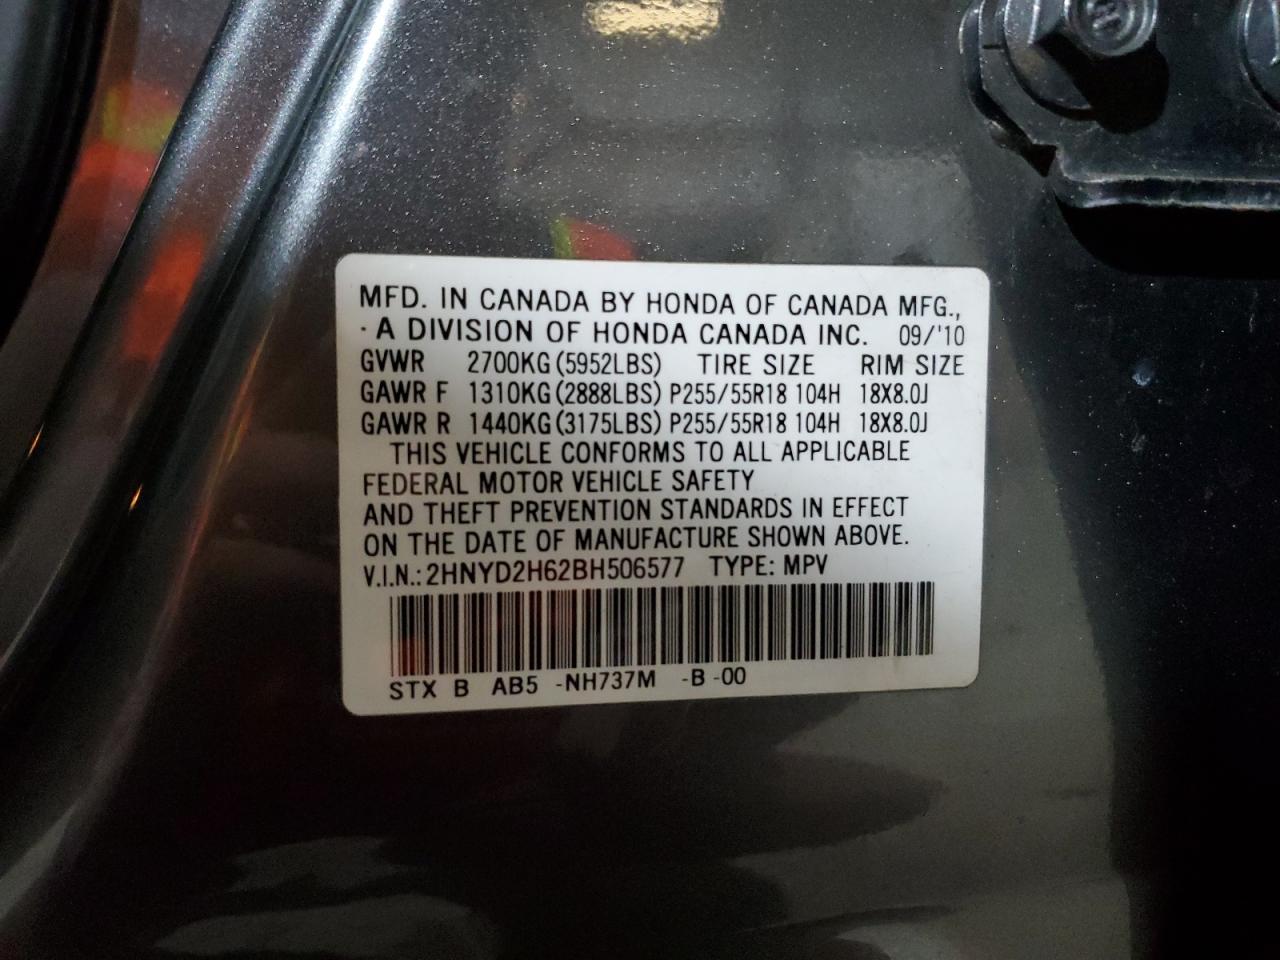 MFD. IN CANADA BY HONDA OF CANADA MFG.,
· A DIVISION OF HONDA CANADA INC. 09/'10
GVWR 2700KG(5952LBS) TIRE SIZE RIM SIZE
GAWR F 1310KG(2888LBS) P255/55R18 104H 18X8.0J
GAWR R 1440KG(3175LBS) P255/55R18 104H 18X8.0J
THIS VEHICLE CONFORMS TO ALL APPLICABLE
FEDERAL MOTOR VEHICLE SAFETY
AND THEFT PREVENTION STANDARDS IN EFFECT
ON THE DATE OF MANUFACTURE SHOWN ABOVE.
V.I.N.: 2HNYD2H62BH506577 TYPE: MPV
STX B AB5 -NH737M -B -00